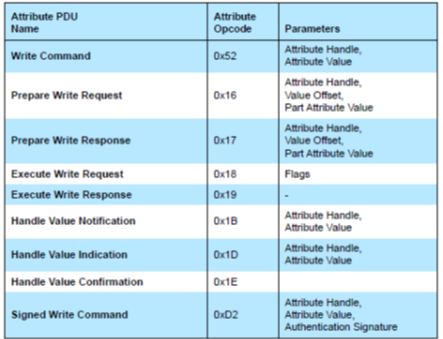 Attribute PDU
Name
Attribute
Opcode
Parameters
Write Command
0x52
Attribute Handle,
Attribute Value
Prepare Write Request
0x16
Attribute Handle,
Value Offset,
Part Attribute Value
Prepare Write Response
0x17
Attribute Handle,
Value Offset,
Part Attribute Value
Execute Write Request
0x18
Flags
Execute Write Response
0x19
-
Handle Value Notification
0x1B
Attribute Handle,
Attribute Value
Handle Value Indication
0x1D
Attribute Handle,
Attribute Value
Handle Value Confirmation
0x1E
Signed Write Command
0xD2
Attribute Handle,
Attribute Value,
Authentication Signature